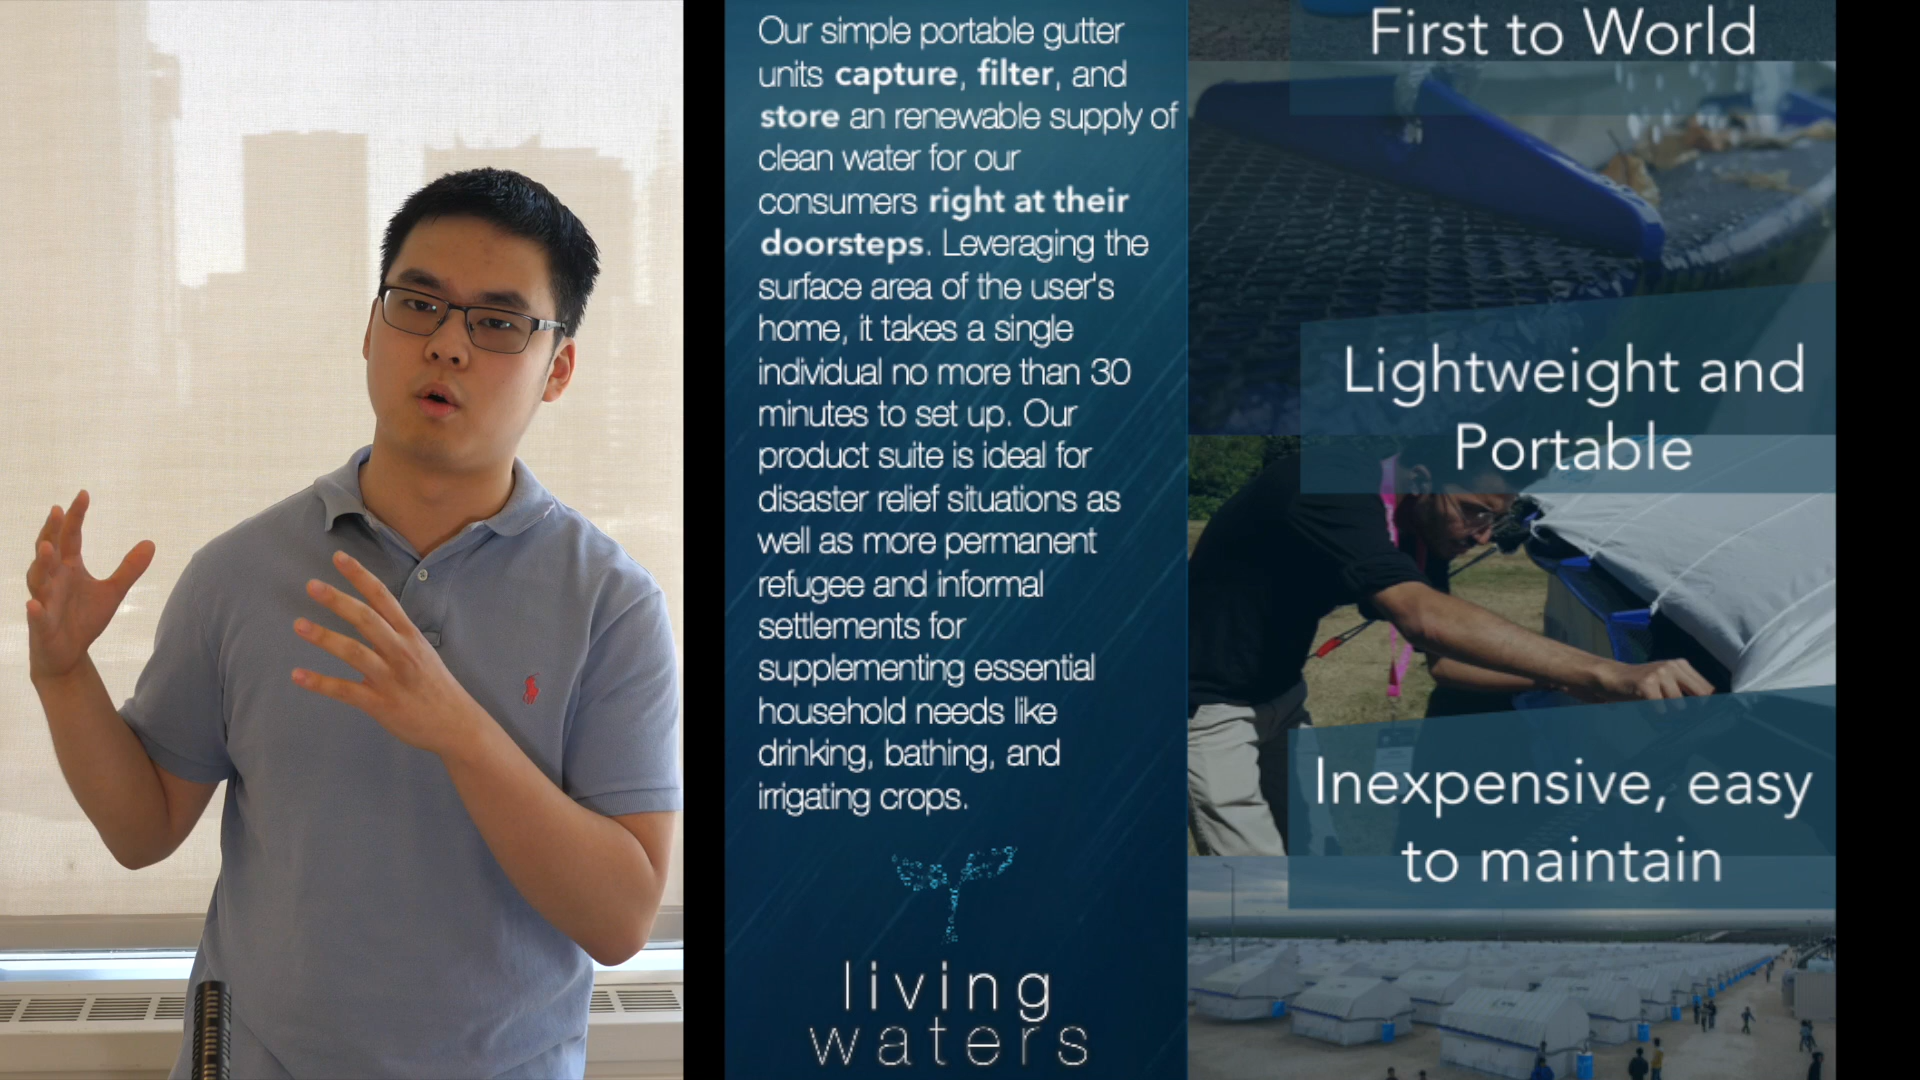 Our simple portable gutter
units capture, filter, and
store an renewable supply of
clean water for our
consumers right at their
doorsteps. Leveraging the
surface area of the user's
home, it takes a single
individual no more than 30
minutes to set up. Our
product suite is ideal for
disaster relief situations as
well as more permanent
refugee and informal
settlements for
supplementing essential
household needs like
drinking, bathing, and
irrigating crops.
living
waters
First to World
Lightweight and
Portable
Inexpensive, easy
to maintain